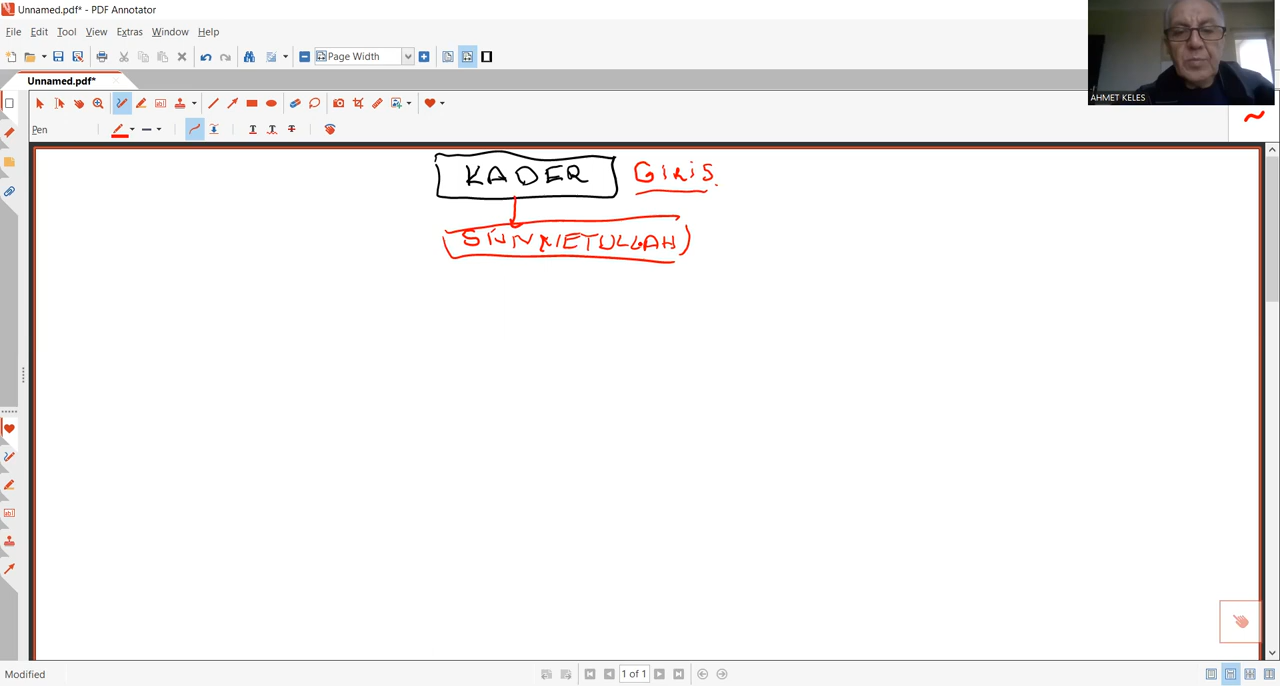 Unnamed.pdf* - PDF Annotator
File Edit Tool View Extras Window Help
Page Width
Unnamed.pdf*
Pen
AHMET KELES
KADER GIRIS
SÜNNETULLAH
Modified
1 of 1